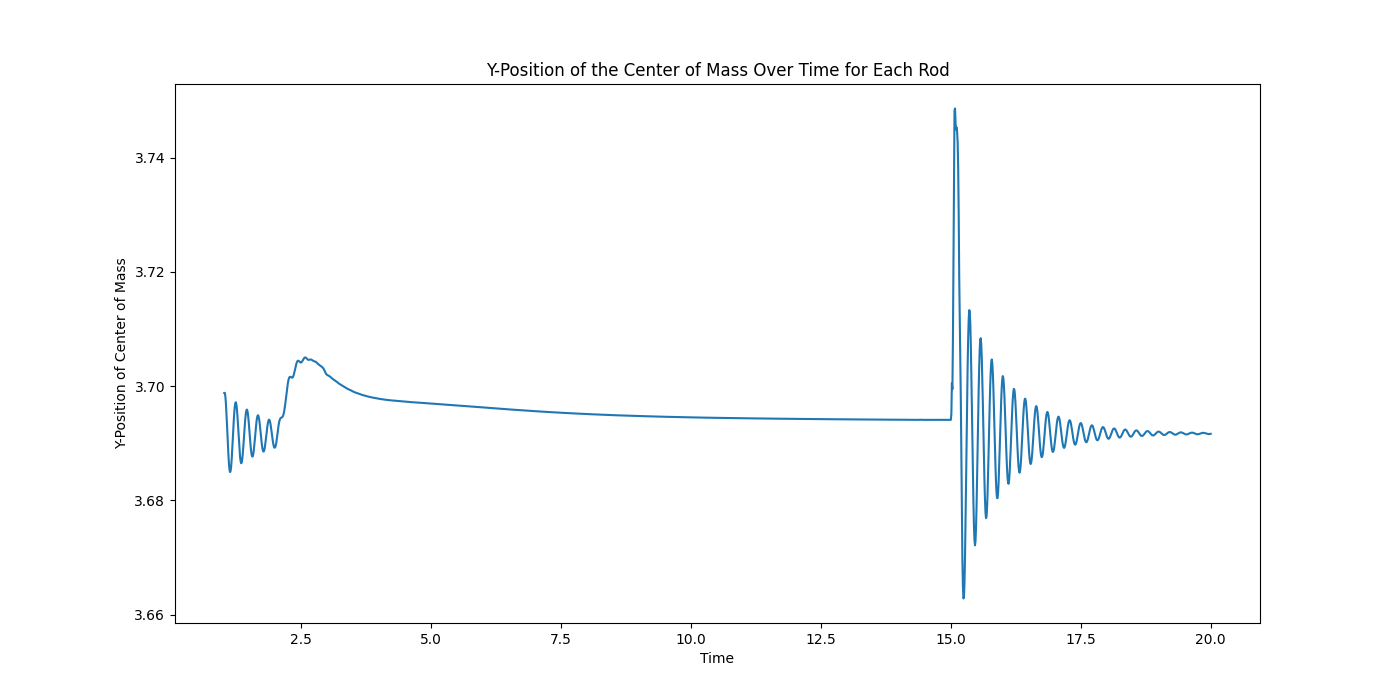 Y-Position of the Center of Mass Over Time for Each Rod
Y-Position of Center of Mass
3.74
3.72
3.70
3.68
3.66
2.5 5.0 7.5 10.0 12.5 15.0 17.5 20.0
Time